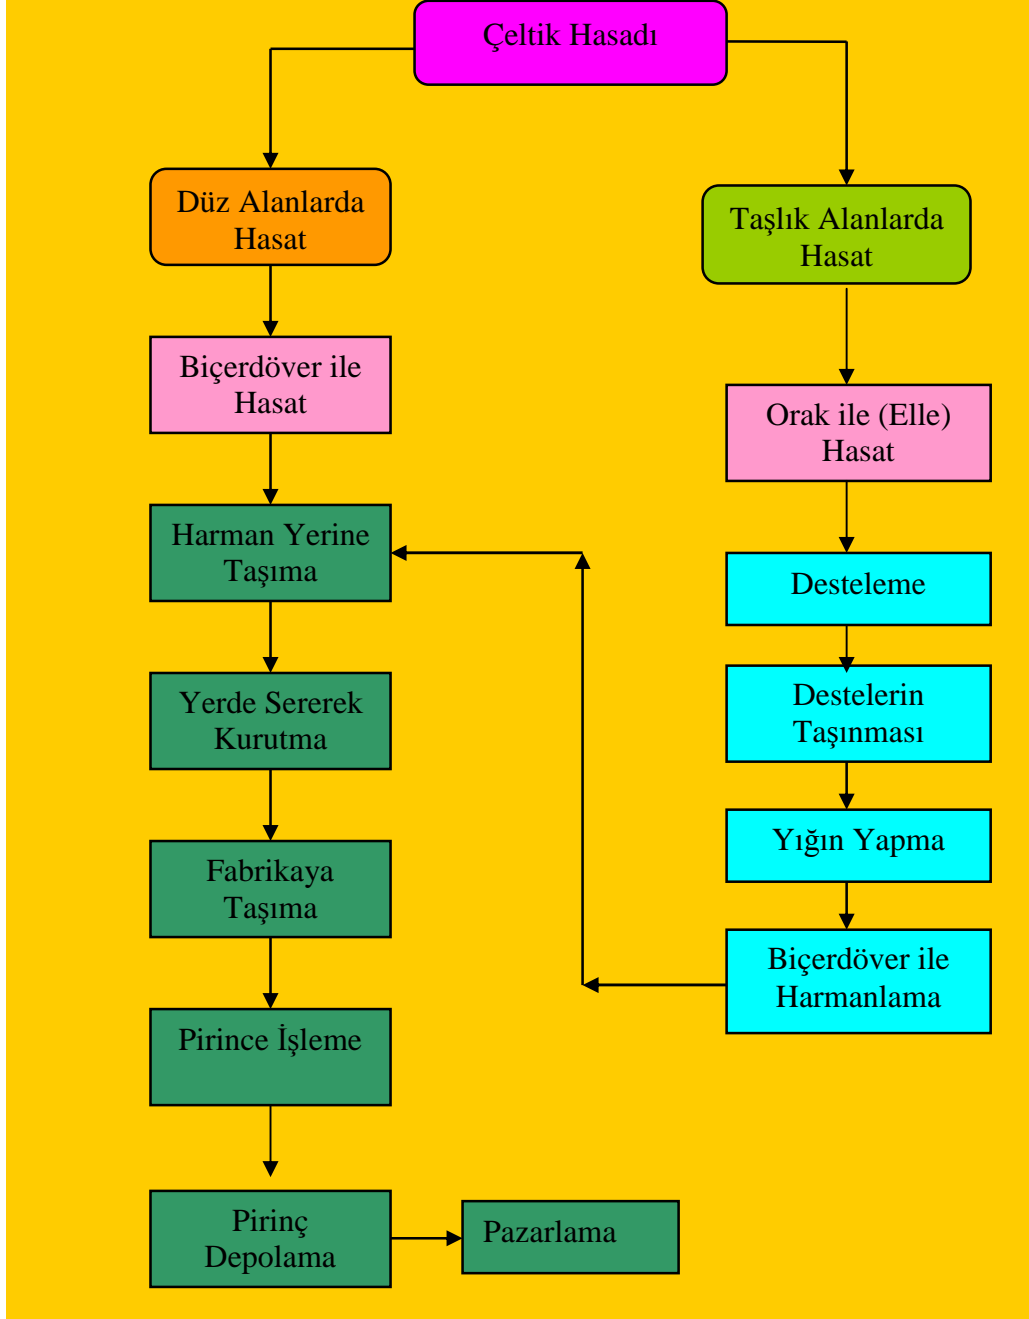 Çeltik Hasadı
Düz Alanlarda
Hasat
Taşlık Alanlarda
Hasat
Biçerdöver ile
Hasat
Orak ile (Elle)
Hasat
Harman Yerine
Taşıma
Desteleme
Yerde Sererek
Kurutma
Destelerin
Taşınması
Yığın Yapma
Fabrikaya
Taşıma
Biçerdöver ile
Harmanlama
Pirince İşleme
Pirinç
Depolama
Pazarlama